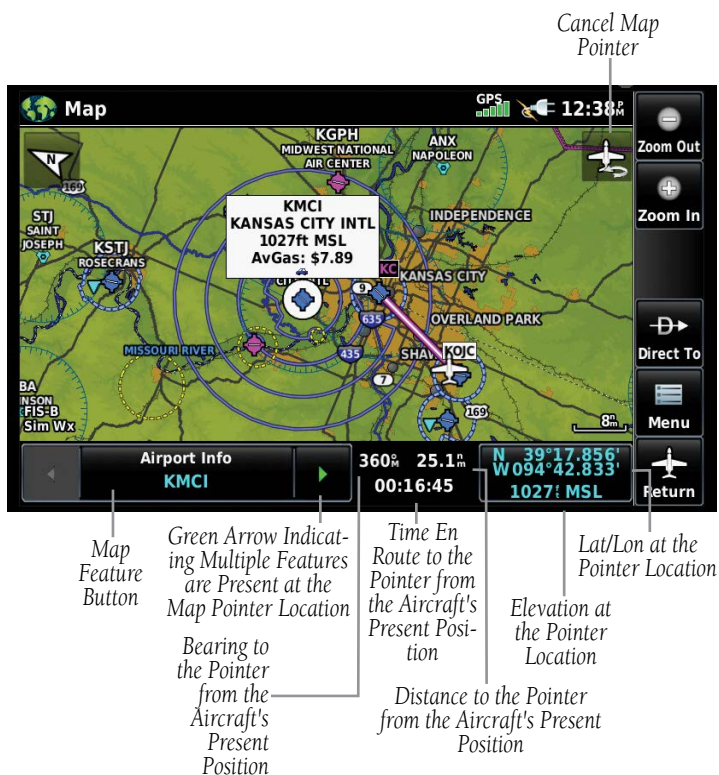 Cancel Map
Pointer
Map
GPS
12:38 PM
Zoom Out
N
169
KGPH
MIDWEST NATIONAL
AIR CENTER
ANX
NAPOLEON
Zoom In
KMCI
KANSAS CITY INTL
1027ft MSL
AvGas: $7.89
INDEPENDENCE
STJ
SAINT
JOSEPH
KSTJ
ROSECRANS
KC
KANSAS CITY
9
635
OVERLAND PARK
435
MISSOURI RIVER
SHAW
KOJC
Direct To
7
169
BA
NSON
FIS-B
Sim Wx
8nm
Menu
Airport Info
KMCI
360°M
25.1nm
00:16:45
N 39°17.856'
W094°42.833'
1027ft MSL
Return
Map
Feature
Button
Green Arrow Indicat-
ing Multiple Features
are Present at the
Map Pointer Location
Time En
Route to the
Pointer from
the Aircraft's
Present Posi-
tion
Lat/Lon at the
Pointer Location
Elevation at
the Pointer
Location
Bearing to
the Pointer
from the
Aircraft's
Present
Position
Distance to the Pointer
from the Aircraft's Present
Position